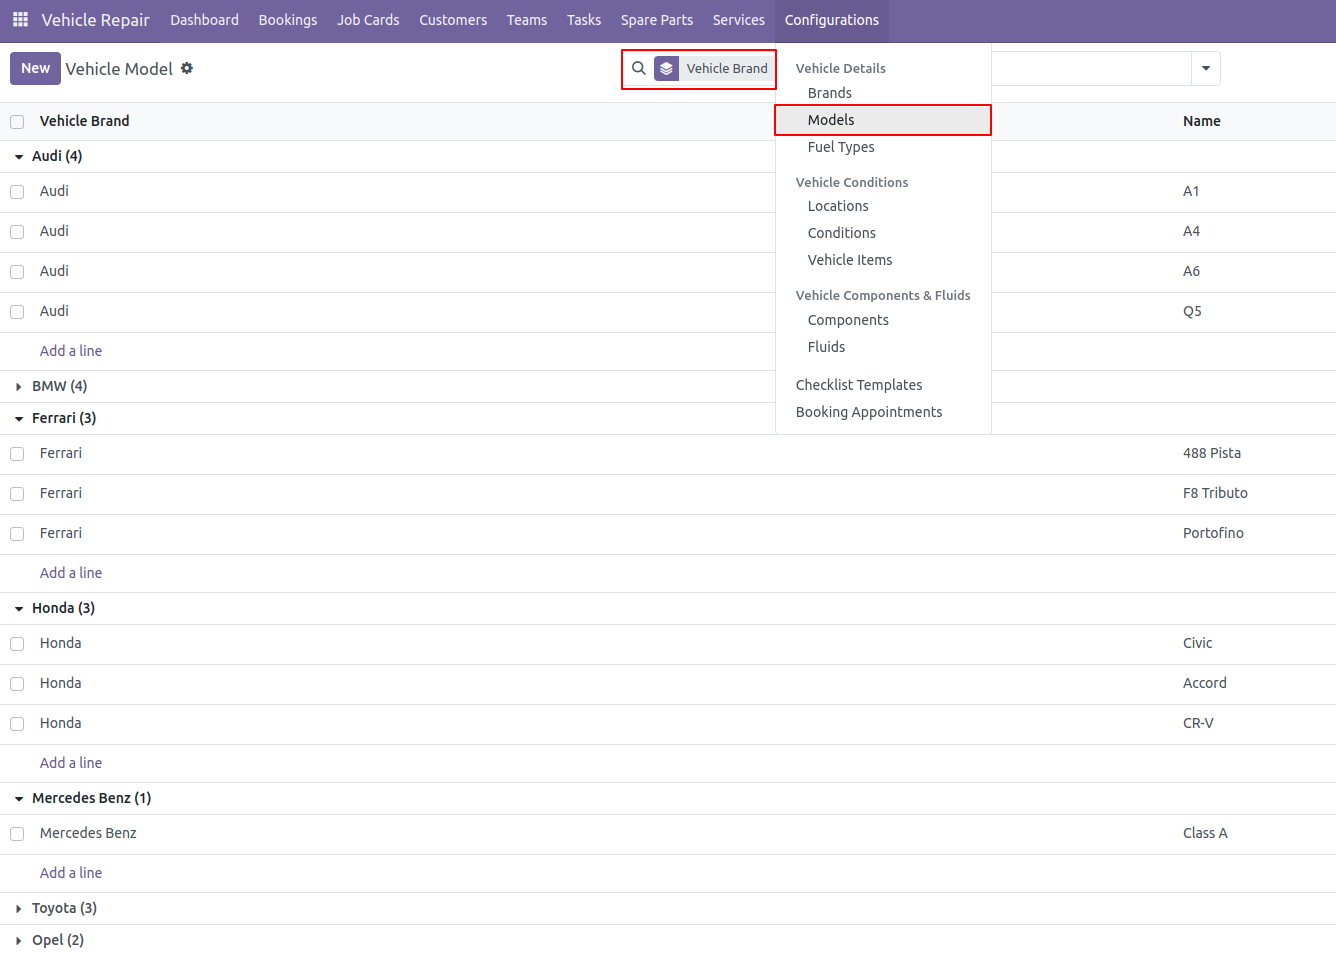 Vehicle Repair Dashboard Bookings Job Cards Customers Teams Tasks Spare Parts Services Configurations
New Vehicle Model Vehicle Brand
Vehicle Details
Brands
Models
Fuel Types
Vehicle Conditions
Locations
Conditions
Vehicle Items
Vehicle Components & Fluids
Components
Fluids
Checklist Templates
Booking Appointments
Vehicle Brand Name
Audi (4)
Audi A1
Audi A4
Audi A6
Audi Q5
Add a line
BMW (4)
Ferrari (3)
Ferrari 488 Pista
Ferrari F8 Tributo
Ferrari Portofino
Add a line
Honda (3)
Honda Civic
Honda Accord
Honda CR-V
Add a line
Mercedes Benz (1)
Mercedes Benz Class A
Add a line
Toyota (3)
Opel (2)